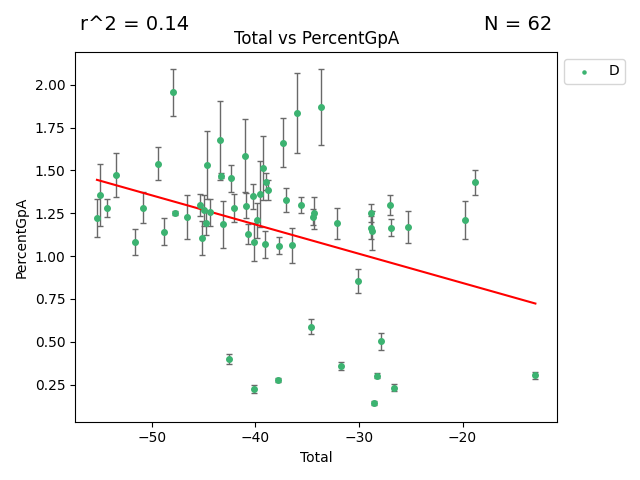 r^2 = 0.14
N = 62
Total vs PercentGpA
D
PercentGpA
2.00
1.75
1.50
1.25
1.00
0.75
0.50
0.25
−50
−40
−30
−20
Total